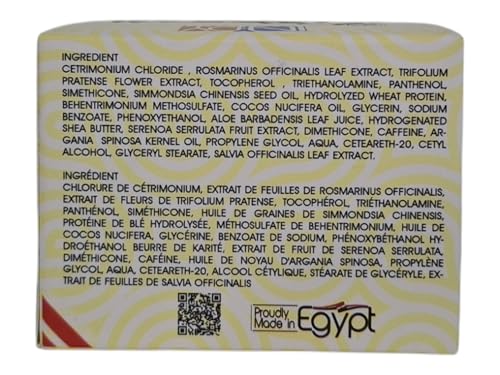 INGREDIENT
CETRIMONIUM CHLORIDE , ROSMARINUS OFFICINALIS LEAF EXTRACT, TRIFOLIUM
PRATENSE FLOWER EXTRACT, TOCOPHEROL , TRIETHANOLAMINE, PANTHENOL,
SIMETHICONE, SIMMONDSIA CHINENSIS SEED OIL, HYDROLYZED WHEAT PROTEIN,
BEHENTRIMONIUM METHOSULFATE, COCOS NUCIFERA OIL, GLYCERIN, SODIUM
BENZOATE, PHENOXYETHANOL, ALOE BARBADENSIS LEAF JUICE, HYDROGENATED
SHEA BUTTER, SERENOA SERRULATA FRUIT EXTRACT, DIMETHICONE, CAFFEINE, AR-
GANIA SPINOSA KERNEL OIL, PROPYLENE GLYCOL, AQUA, CETEARETH-20, CETYL
ALCOHOL, GLYCERYL STEARATE, SALVIA OFFICINALIS LEAF EXTRACT.
INGRÉDIENT
CHLORURE DE CÉTRIMONIUM, EXTRAIT DE FEUILLES DE ROSMARINUS OFFICINALIS,
EXTRAIT DE FLEURS DE TRIFOLIUM PRATENSE, TOCOPHÉROL, TRIÉTHANOLAMINE,
PANTHÉNOL, SIMÉTHICONE, HUILE DE GRAINES DE SIMMONDSIA CHINENSIS,
PROTÉINE DE BLÉ HYDROLYSÉE, MÉTHOSULFATE DE BEHENTRIMONIUM, HUILE DE
COCOS NUCIFERA, GLYCÉRINE, BENZOATE DE SODIUM, PHÉNOXYBÉTHANOL HY-
DROÉTHANOL BEURRE DE KARITÉ, EXTRAIT DE FRUIT DE SERENOA SERRULATA,
DIMÉTHICONE, CAFÉINE, HUILE DE NOYAU D'ARGANIA SPINOSA, PROPYLÈNE
GLYCOL, AQUA, CETEARETH-20, ALCOOL CÉTYLIQUE, STÉARATE DE GLYCÉRYLE, EX-
TRAIT DE FEUILLES DE SALVIA OFFICINALIS
Proudly
Made in Egypt